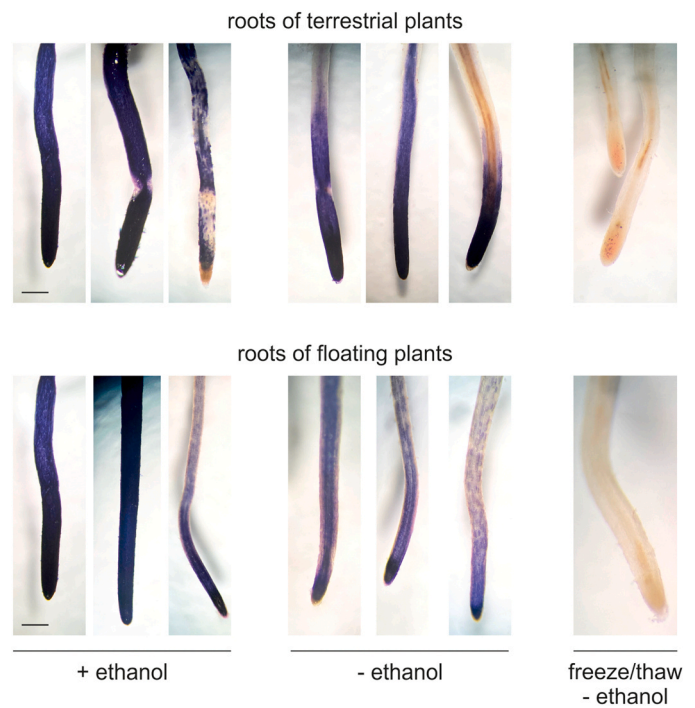 roots of terrestrial plants
roots of floating plants
+ ethanol
- ethanol
freeze/thaw
- ethanol